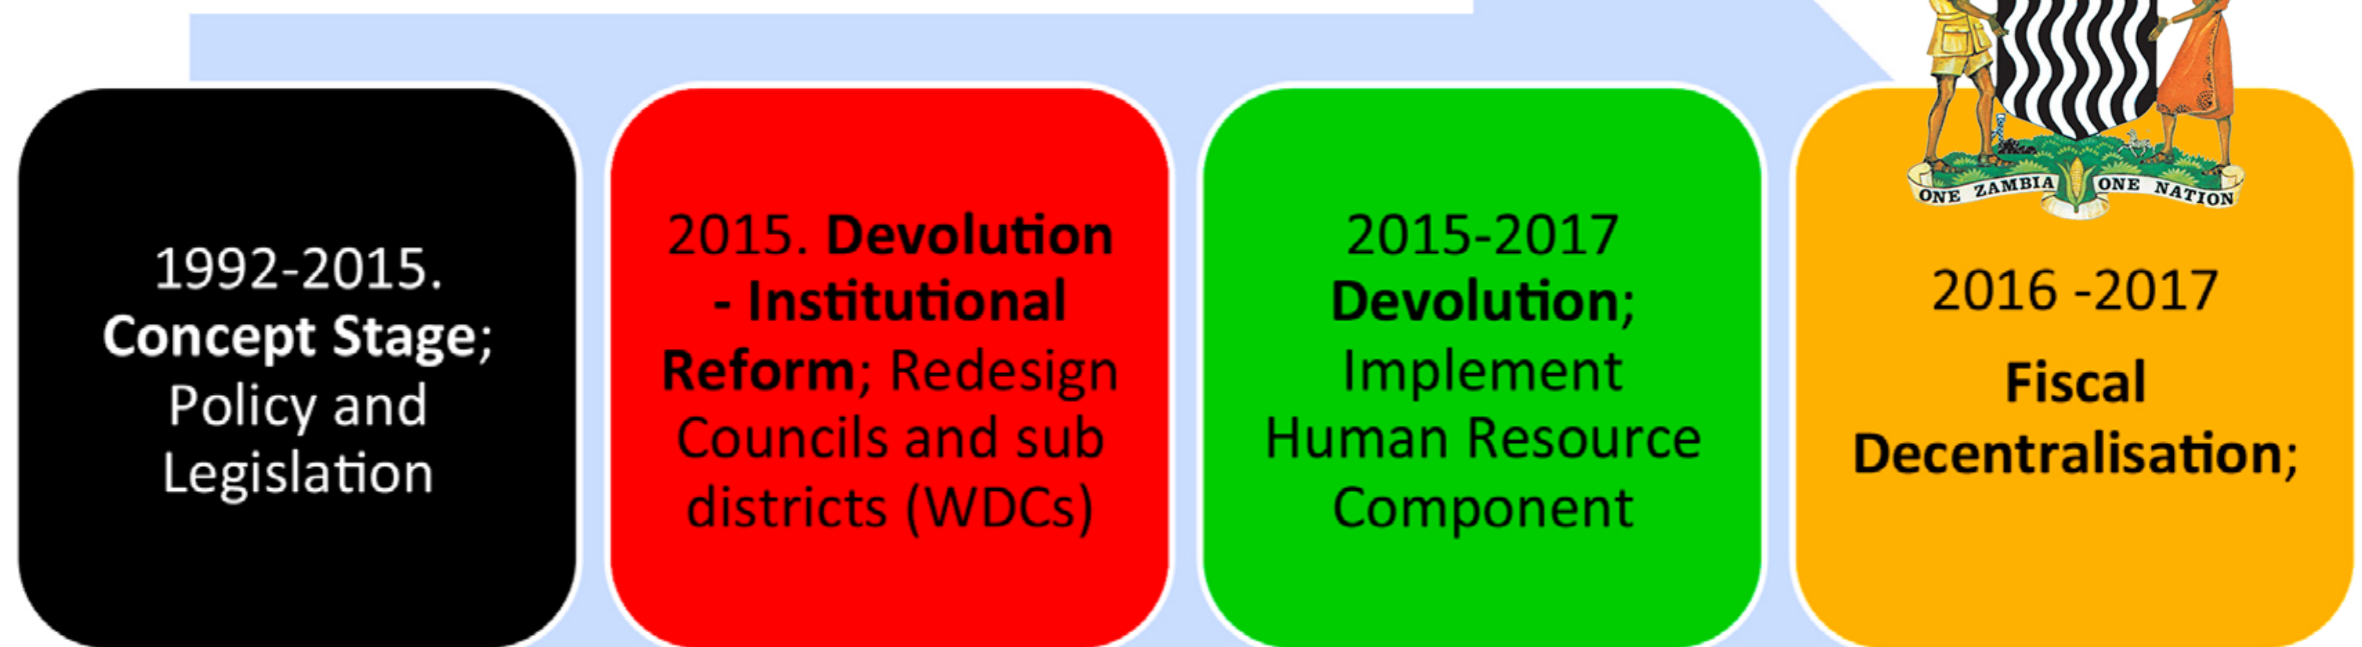 1992-2015.
Concept Stage;
Policy and
Legislation
2015. Devolution
- Institutional
Reform; Redesign
Councils and sub
districts (WDCs)
2015-2017
Devolution;
Implement
Human Resource
Component
ONE ZAMBIA ONE NATION
2016 -2017
Fiscal
Decentralisation;